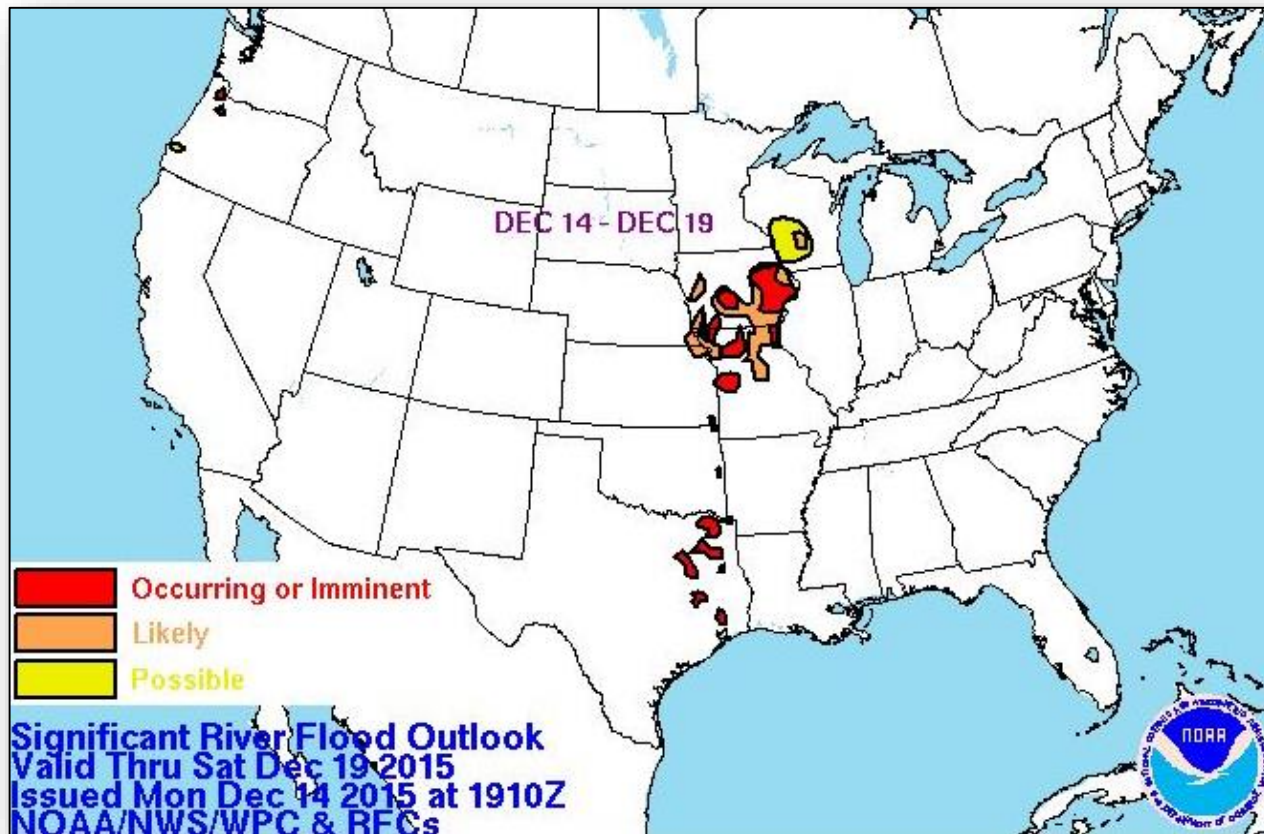 DEC 14 - DEC 19
Occurring or Imminent
Likely
Possible
Significant River Flood Outlook
Valid Thru Sat Dec 19 2015
Issued Mon Dec 14 2015 at 1910Z
NOAA/NWS/WPC & RFCs
NOAA